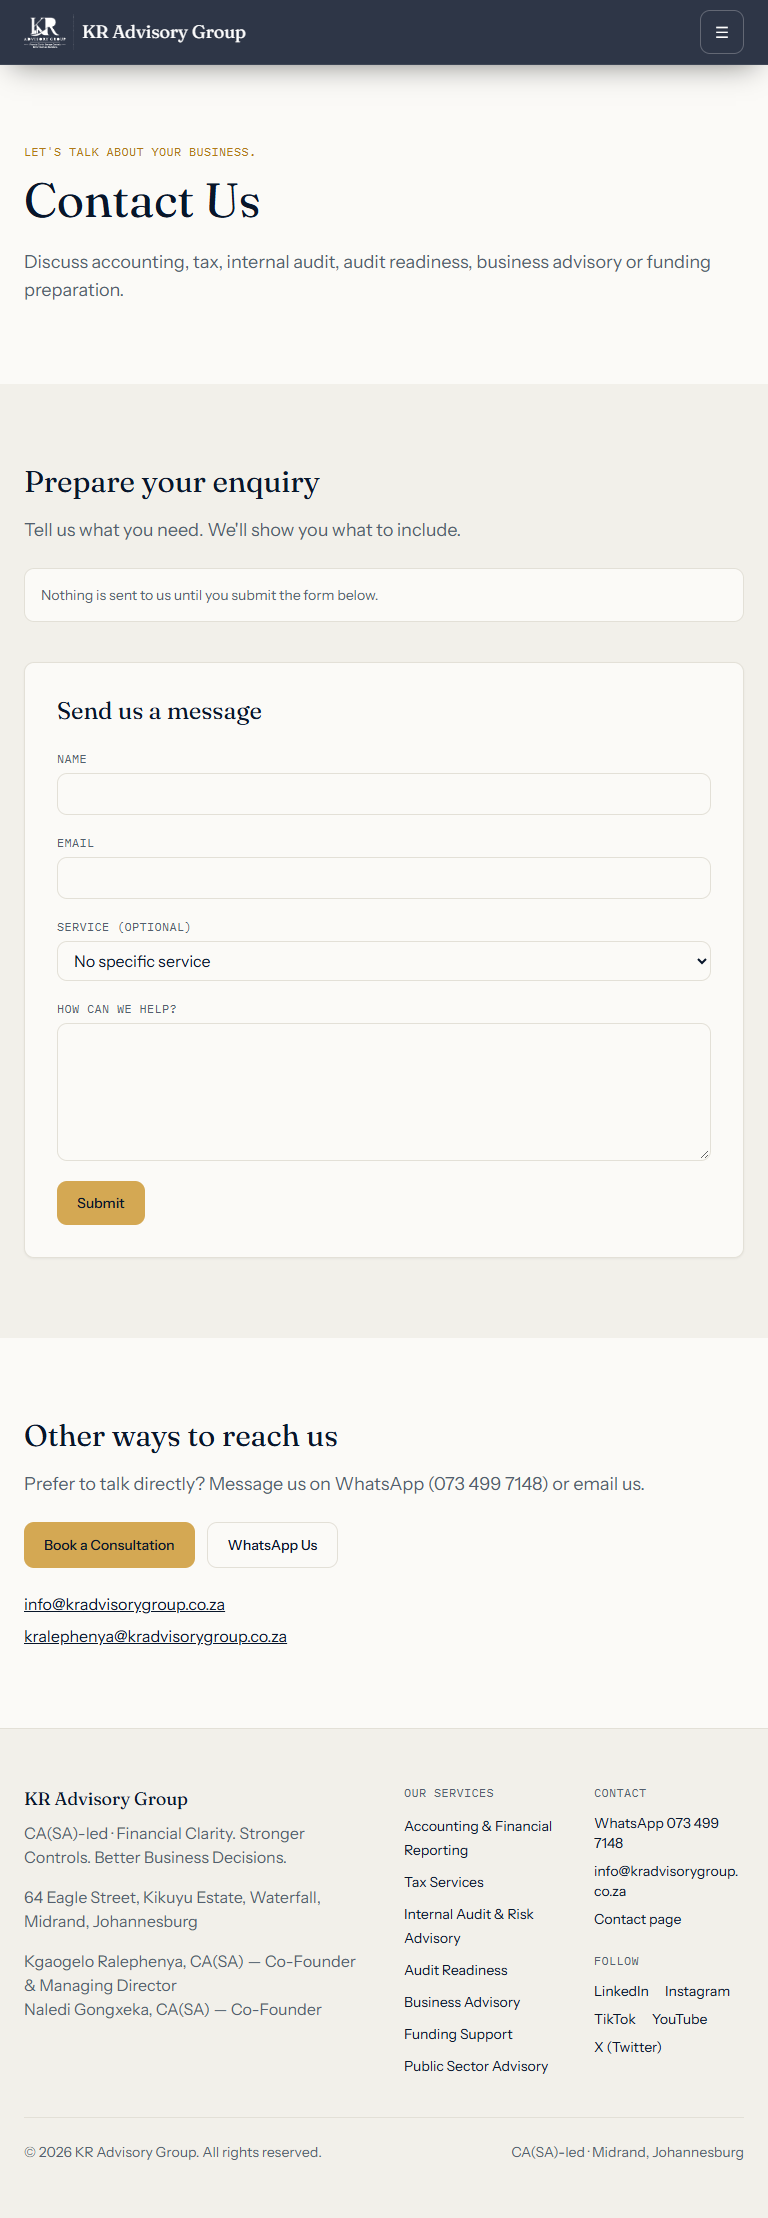 KR
ADVISORY GROUP
KR Advisory Group
LET'S TALK ABOUT YOUR BUSINESS.
Contact Us
Discuss accounting, tax, internal audit, audit readiness, business advisory or funding
preparation.
Prepare your enquiry
Tell us what you need. We'll show you what to include.
Nothing is sent to us until you submit the form below.
Send us a message
NAME
EMAIL
SERVICE (OPTIONAL)
No specific service
HOW CAN WE HELP?
Submit
Other ways to reach us
Prefer to talk directly? Message us on WhatsApp (073 499 7148) or email us.
Book a Consultation
WhatsApp Us
info@kradvisorygroup.co.za
kralephenya@kradvisorygroup.co.za
KR Advisory Group
CA(SA)-led · Financial Clarity. Stronger
Controls. Better Business Decisions.
64 Eagle Street, Kikuyu Estate, Waterfall,
Midrand, Johannesburg
Kgaogelo Ralephenya, CA(SA) — Co-Founder
& Managing Director
Naledi Gongxeka, CA(SA) — Co-Founder
OUR SERVICES
Accounting & Financial
Reporting
Tax Services
Internal Audit & Risk
Advisory
Audit Readiness
Business Advisory
Funding Support
Public Sector Advisory
CONTACT
WhatsApp 073 499
7148
info@kradvisorygroup.
co.za
Contact page
FOLLOW
LinkedIn Instagram
TikTok YouTube
X (Twitter)
© 2026 KR Advisory Group. All rights reserved.
CA(SA)-led · Midrand, Johannesburg